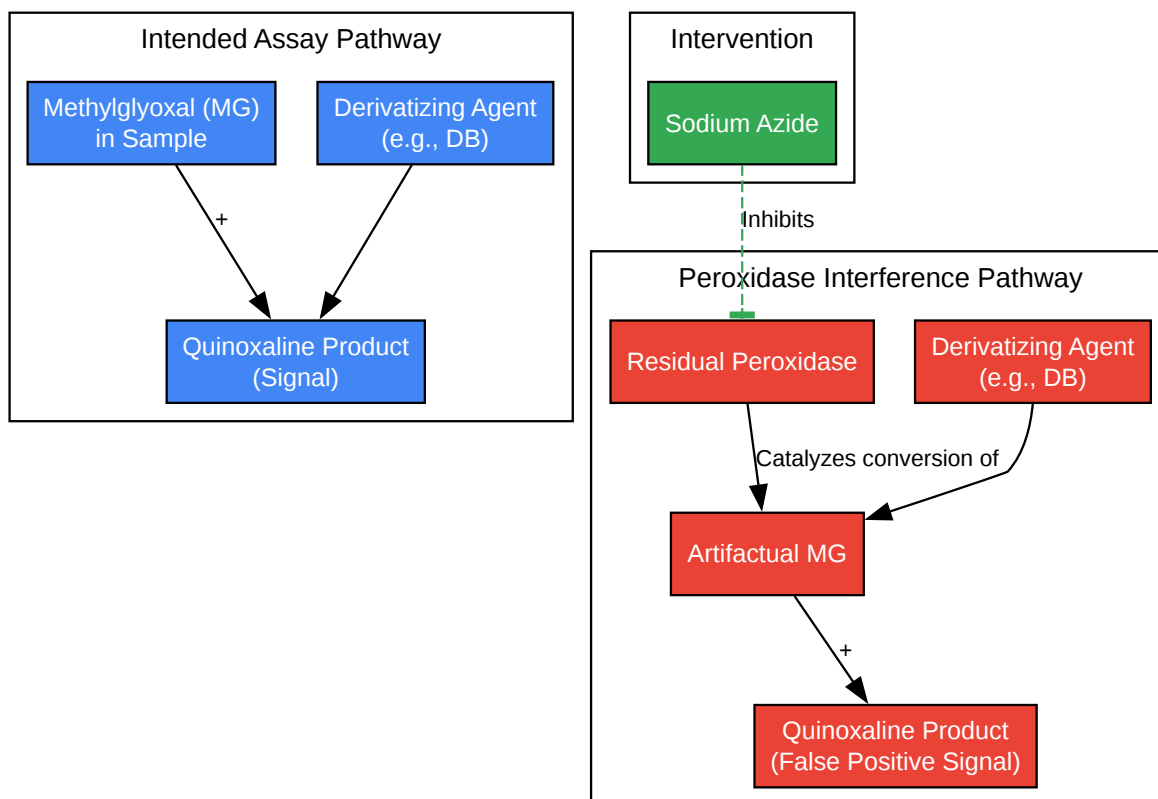 Intended Assay Pathway
Methylglyoxal (MG)
in Sample
Derivatizing Agent
(e.g., DB)
+
Quinoxaline Product
(Signal)
Intervention
Sodium Azide
Inhibits
Peroxidase Interference Pathway
Residual Peroxidase
Derivatizing Agent
(e.g., DB)
Catalyzes conversion of
Artifactual MG
+
Quinoxaline Product
(False Positive Signal)